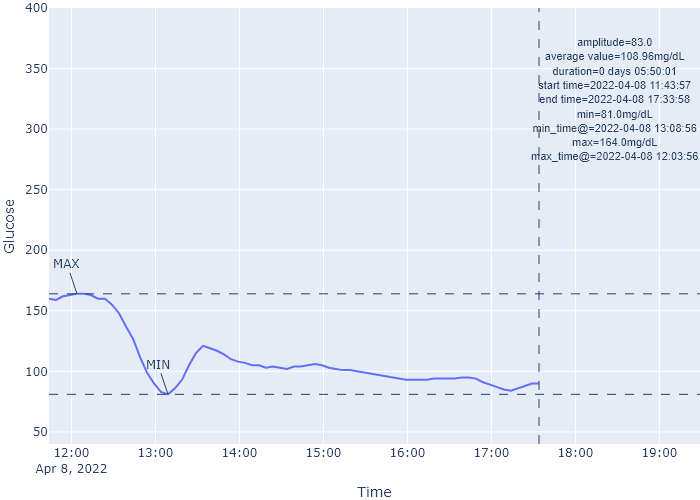 400
350
300
250
200
150
100
50
Glucose
amplitude=83.0
average value=108.96mg/dL
duration=0 days 05:50:01
start time=2022-04-08 11:43:57
end time=2022-04-08 17:33:58
min=81.0mg/dL
min_time@=2022-04-08 13:08:56
max=164.0mg/dL
max_time@=2022-04-08 12:03:56
MAX
MIN
12:00 13:00 14:00 15:00 16:00 17:00 18:00 19:00
Apr 8, 2022
Time